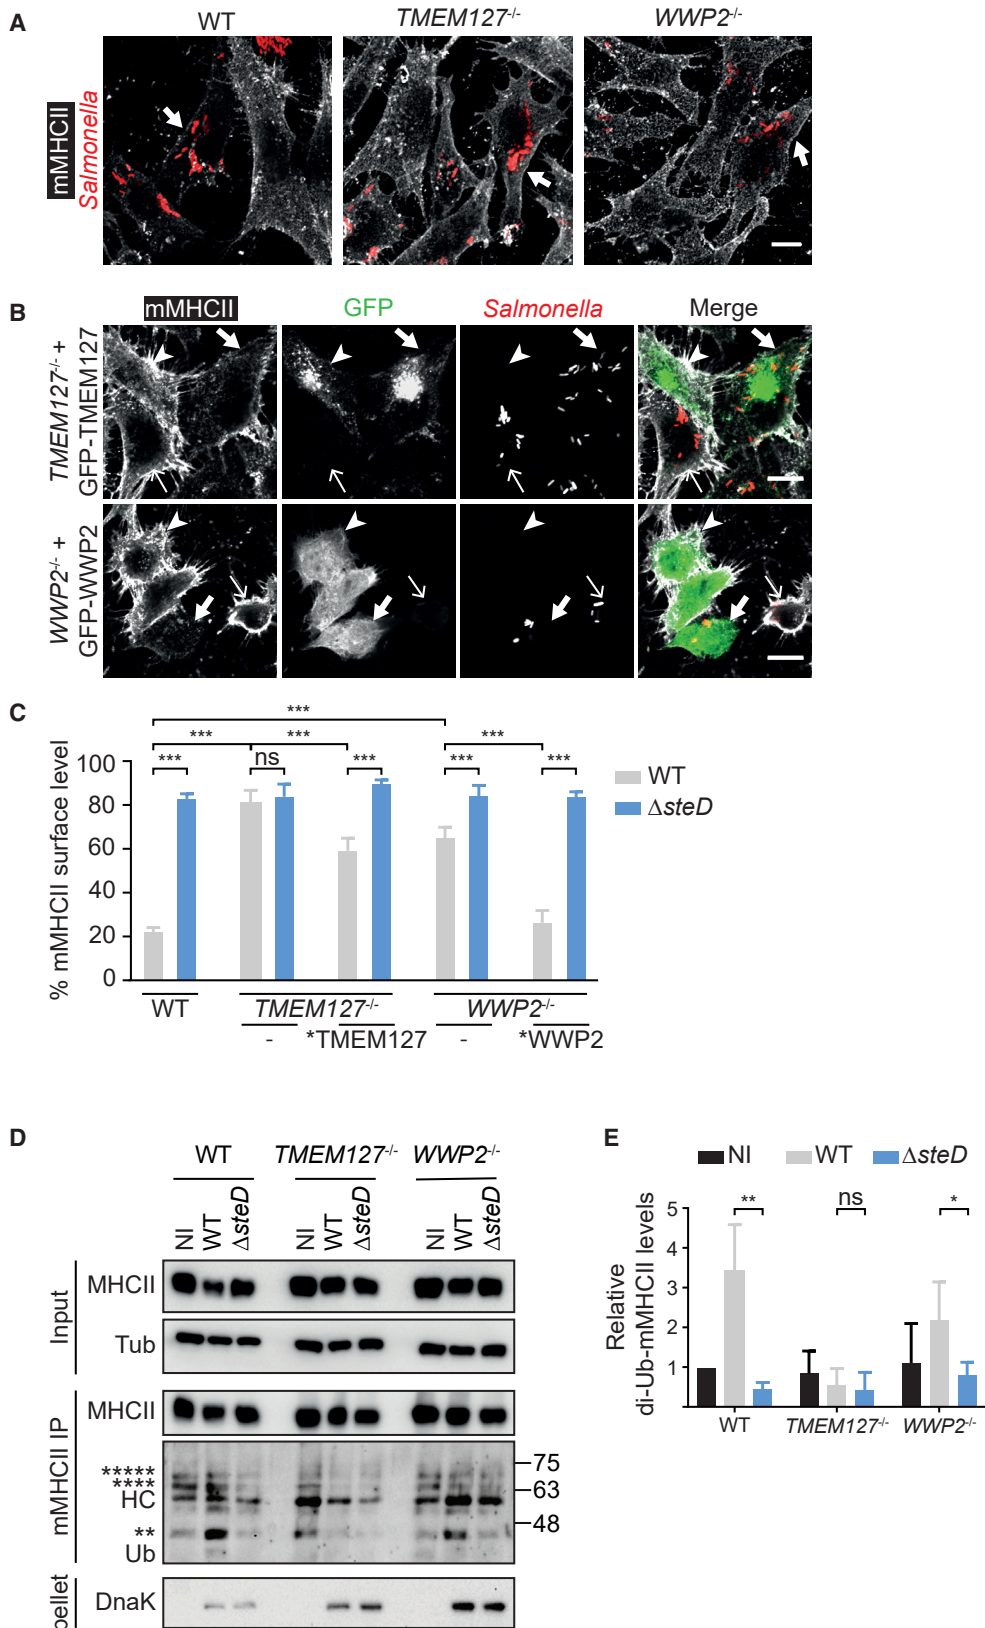 A
WT
TMEM127-/-
WWP2-/-
mMHCII
Salmonella
B
mMHCII
GFP
Salmonella
Merge
TMEM127-/- +
GFP-TMEM127
WWP2-/- +
GFP-WWP2
C
% mMHCII surface level
100
80
60
40
20
0
***
*** ***
***
*** ns *** *** ***
WT
ΔsteD
WT
TMEM127-/-
WWP2-/-
- *TMEM127 - *WWP2
D
WT TMEM127-/- WWP2-/-
NI WT ΔsteD NI WT ΔsteD NI WT ΔsteD
Input
MHCII
Tub
mMHCII IP
MHCII
*****
****
HC
**
Ub
75
63
48
pellet
DnaK
E
NI WT ΔsteD
Relative
di-Ub-mMHCII levels
5
4
3
2
1
** ns *
WT TMEM127-/- WWP2-/-